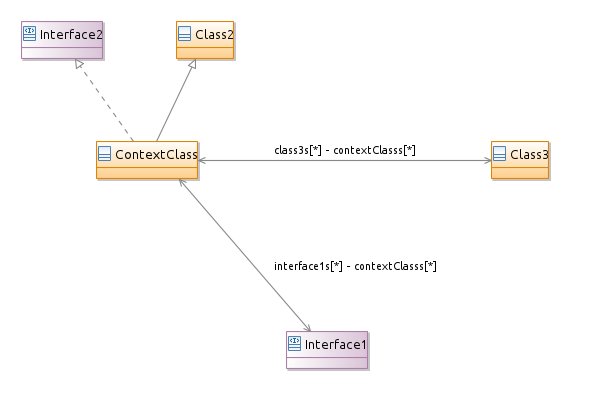 Interface2
Class2
ContextClass
class3s[*] - contextClasss[*]
Class3
interface1s[*] - contextClasss[*]
Interface1